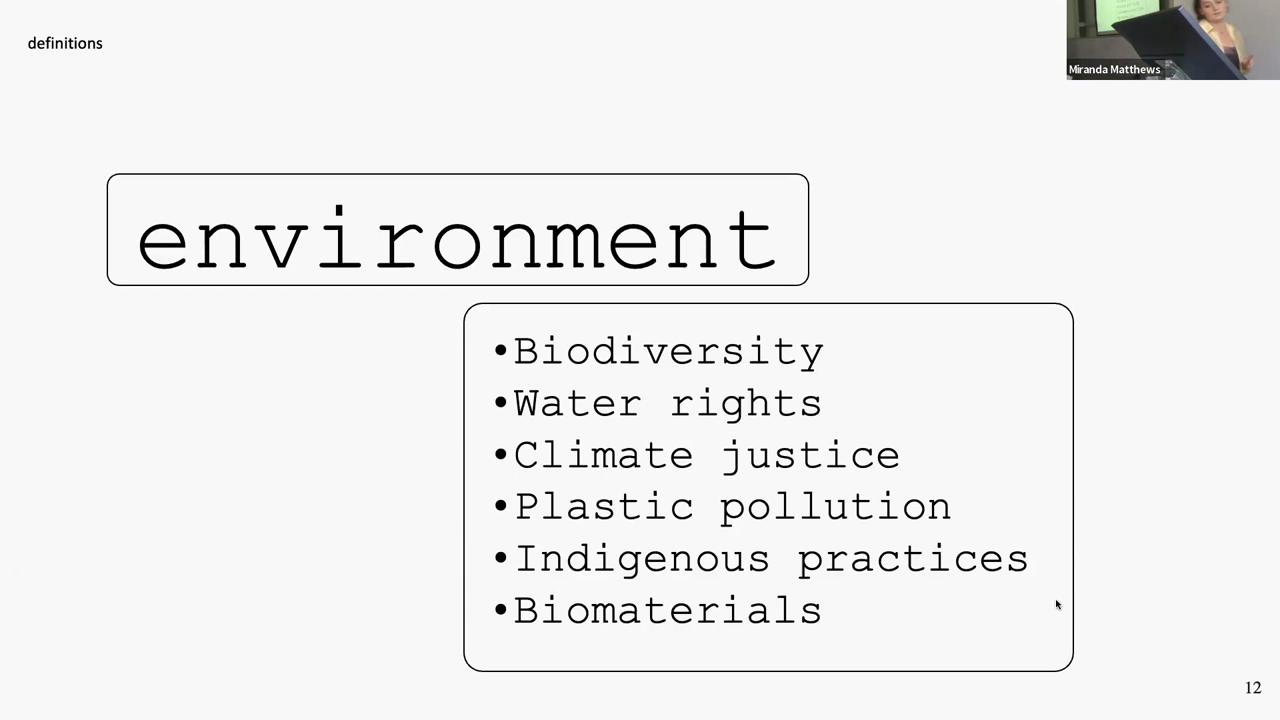 definitions
Miranda Matthews
environment
•Biodiversity
•Water rights
•Climate justice
•Plastic pollution
•Indigenous practices
•Biomaterials
12